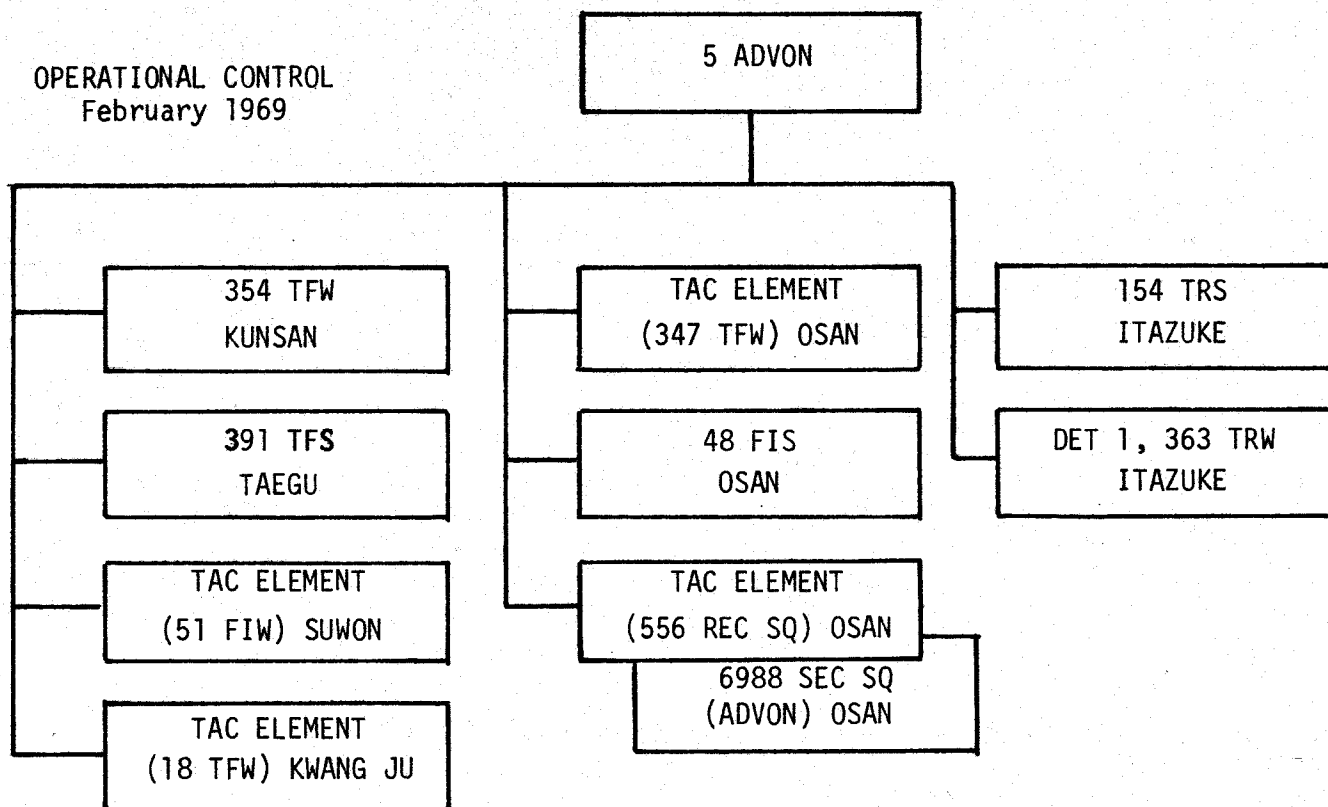 OPERATIONAL CONTROL
February 1969
5 ADVON
354 TFW
KUNSAN
391 TFS
TAEGU
TAC ELEMENT
(51 FIW) SUWON
TAC ELEMENT
(18 TFW) KWANG JU
TAC ELEMENT
(347 TFW) OSAN
48 FIS
OSAN
TAC ELEMENT
(556 REC SQ) OSAN
6988 SEC SQ
(ADVON) OSAN
154 TRS
ITAZUKE
DET 1, 363 TRW
ITAZUKE